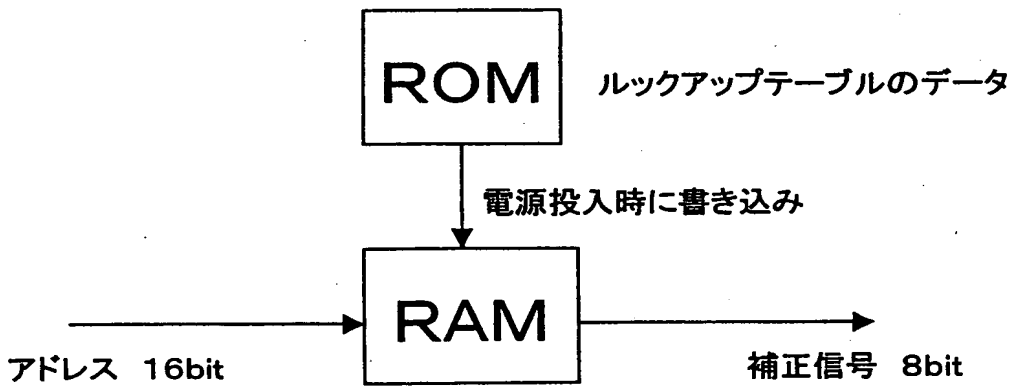 ROM
ルックアップテーブルのデータ
電源投入時に書き込み
RAM
アドレス 16bit
補正信号 8bit